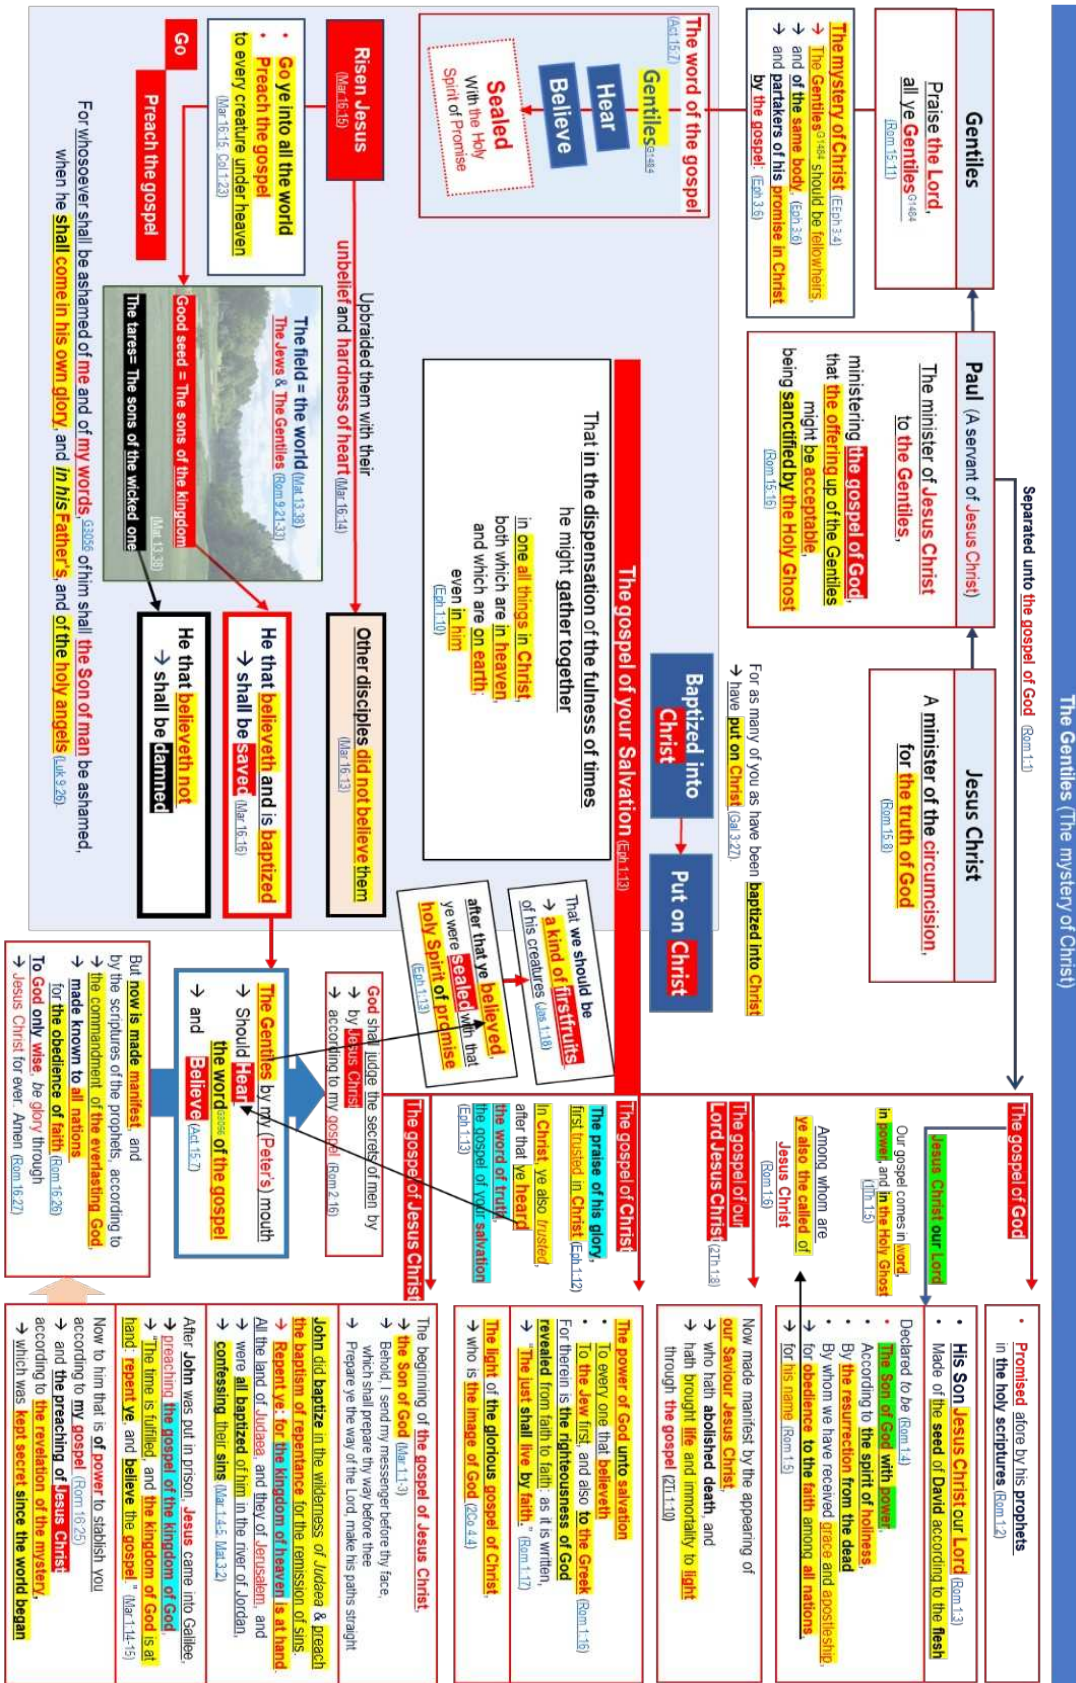 The Gentiles (The mystery of Christ)
Separated unto the gospel of God (Rom 1:1)
Gentiles
Praise the Lord,
all ye Gentiles G1484
(Rom 15:11)
Paul (A servant of Jesus Christ)
The minister of Jesus Christ
to the Gentiles,
ministering the gospel of God,
that the offering up of the Gentiles
might be acceptable,
being sanctified by the Holy Ghost
(Rom 15:16)
Jesus Christ
A minister of the circumcision,
for the truth of God
(Rom 15:8)
The mystery of Christ (EEph 3:4)
→ The Gentiles G1484 should be fellowheirs,
→ and of the same body, (Eph 3:6)
→ and partakers of his promise in Christ
by the gospel: (Eph 3:6)
The word of the gospel
(Act 15:7)
Gentiles G1484
Hear
Believe
Sealed
With the Holy
Spirit of Promise
For as many of you as have been baptized into Christ
→ have put on Christ (Gal 3:27).
Baptized into
Christ
Put on Christ
The gospel of your Salvation (Eph 1:13)
That in the dispensation of the fulness of times
he might gather together
in one all things in Christ,
both which are in heaven,
and which are on earth;
even in him
(Eph 1:10)
That we should be
→ a kind of firstfruits
of his creatures (Jas 1:18)
after that ye believed,
ye were sealed with that
holy Spirit of promise
(Eph 1:13)
Risen Jesus
(Mar 16:15)
Upbraided them with their
unbelief and hardness of heart (Mar 16:14)
Other disciples did not believe them
(Mar 16:13)
• Go ye into all the world
• Preach the gospel
to every creature under heaven
(Mar 16:15, Col 1:23)
Go
Preach the gospel
The field = the world (Mat 13:38)
The Jews & The Gentiles (Rom 9:21-33)
Good seed = The sons of the kingdom
The tares= The sons of the wicked one
(Mat 13:38)
He that believeth and is baptized
→ shall be saved (Mar 16:16)
He that believeth not
→ shall be damned
For whosoever shall be ashamed of me and of my words, G3056 of him shall the Son of man be ashamed,
when he shall come in his own glory, and in his Father's, and of the holy angels (Luk 9:26).
The gospel of God
• Promised afore by his prophets
in the holy scriptures (Rom 1:2)
Jesus Christ our Lord
Our gospel comes in word,
in power, and in the Holy Ghost
(1Th 1:5)
Among whom are
ye also the called of
Jesus Christ
(Rom 1:6)
• His Son Jesus Christ our Lord (Rom 1:3)
• Made of the seed of David according to the flesh
Declared to be (Rom 1:4)
• The Son of God with power,
• According to the spirit of holiness,
• By the resurrection from the dead
• By whom we have received grace and apostleship,
→ for obedience to the faith among all nations
→ for his name (Rom 1:5)
The gospel of our
Lord Jesus Christ (2Th 1:8)
Now made manifest by the appearing of
our Saviour Jesus Christ,
→ who hath abolished death, and
→ hath brought life and immortality to light
through the gospel (2Ti 1:10)
The gospel of Christ
The praise of his glory,
first trusted in Christ (Eph 1:12)
In Christ, ye also trusted,
after that ye heard
the word of truth,
the gospel of your salvation
(Eph 1:13)
The power of God unto salvation
• To every one that believeth
• To the Jew first, and also to the Greek (Rom 1:16)
For therein is the righteousness of God
revealed from faith to faith: as it is written,
→ "The just shall live by faith." (Rom 1:17)
The light of the glorious gospel of Christ,
→ who is the image of God (2Co 4:4)
The gospel of Jesus Christ
God shall judge the secrets of men by
→ by Jesus Christ
→ according to my gospel (Rom 2:16)
The beginning of the gospel of Jesus Christ,
→ the Son of God (Mar 1:1-3)
Behold, I send my messenger before thy face,
which shall prepare thy way before thee
→ Prepare ye the way of the Lord, make his paths straight
John did baptize in the wilderness of Judaea & preach
the baptism of repentance for the remission of sins.
→ Repent ye: for the kingdom of heaven is at hand.
All the land of Judaea, and they of Jerusalem, and
→ were all baptized of him in the river of Jordan,
→ confessing their sins (Mar 1:4-5, Mat 3:2)
After John was put in prison, Jesus came into Galilee,
→ preaching the gospel of the kingdom of God,
→ "The time is fulfilled, and the kingdom of God is at
hand: repent ye, and believe the gospel." (Mar 1:14-15)
Now to him that is of power to stablish you
according to my gospel (Rom 16:25)
→ and the preaching of Jesus Christ
according to the revelation of the mystery,
→ which was kept secret since the world began
The Gentiles by my (Peter's) mouth
→ Should Hear
the word G3056 of the gospel
→ and Believe (Act 15:7)
But now is made manifest, and
by the scriptures of the prophets, according to
→ the commandment of the everlasting God,
→ made known to all nations
for the obedience of faith (Rom 16:26)
To God only wise, be glory through
→ Jesus Christ for ever. Amen (Rom 16:27)